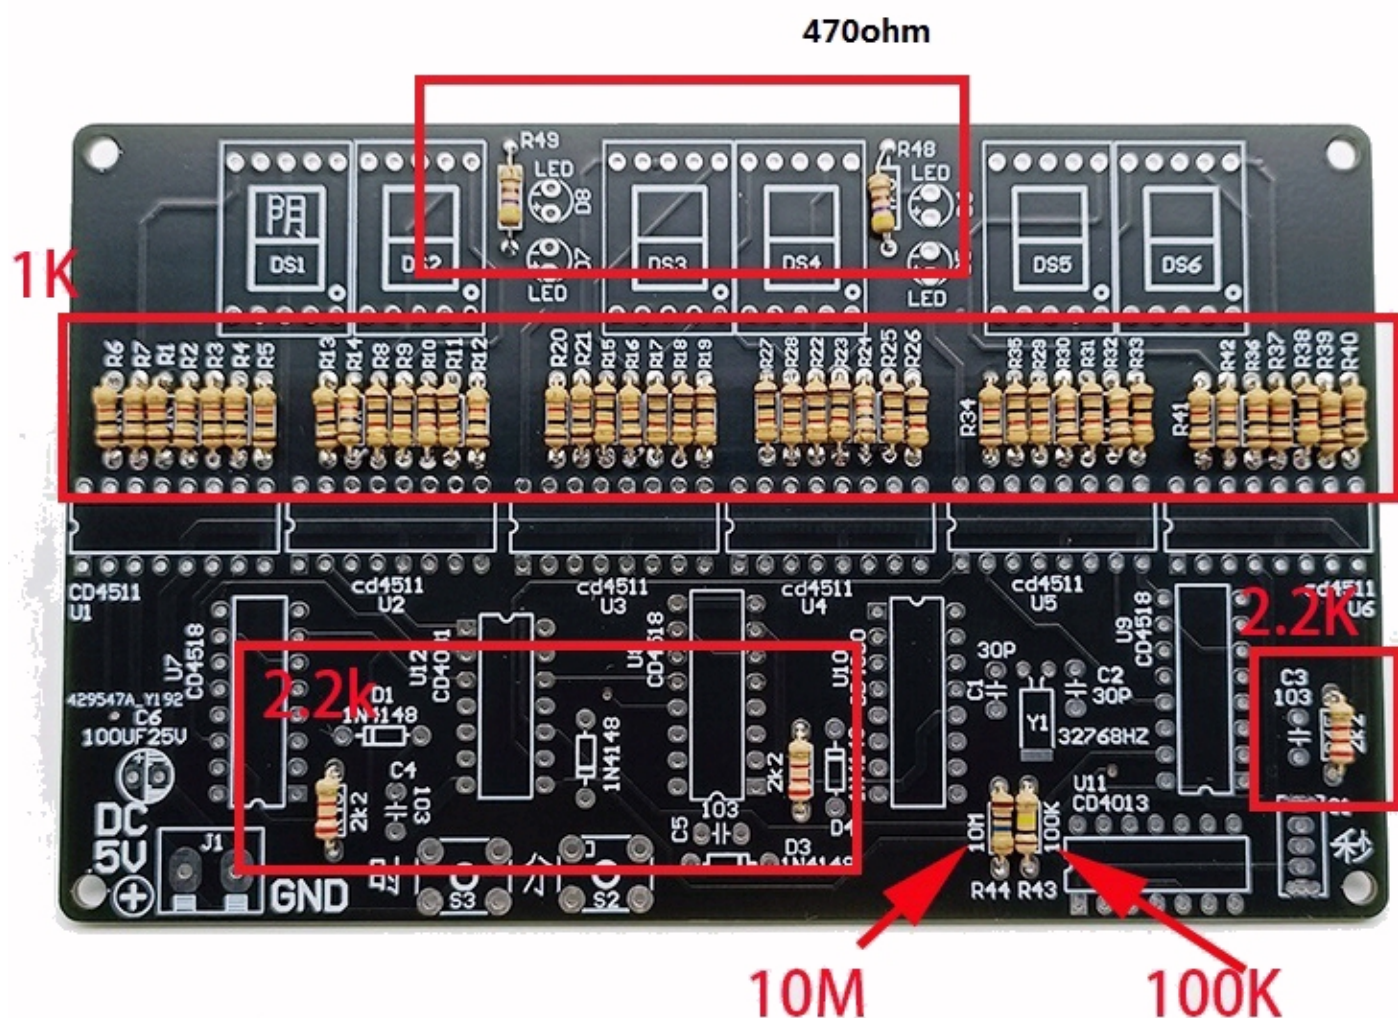 470ohm
R49
R48
LED
LED
D8
阴
DS1
DS2
DS3
DS4
DS5
DS6
D7
LED
LED
1K
R6 R7 R1 R2 R3 R4 R5
R13 R14 R8 R9 R10 R11 R12
R20 R21 R15 R16 R17 R18 R19
R27 R28 R22 R23 R24 R25 R26
R34 R35 R29 R30 R31 R32 R33
R41 R42 R36 R37 R38 R39 R40
CD4511
U1
cd4511
U2
cd4511
U3
cd4511
U4
cd4511
U5
cd4511
U6
U7
CD4518
U12
U9
CD4518
2.2K
2.2k
429547A_Y192
C6
100UF25V
D1
1N4148
1N4148
30P
C1
C2
30P
Y1
32768HZ
C3
103
2k2
2k2
2k2
C4
103
103
C5
D3
1N4148
D4
U11
CD4013
10M
100K
R44 R43
DC
5V
J1
GND
S3
分
S2
秒
10M
100K